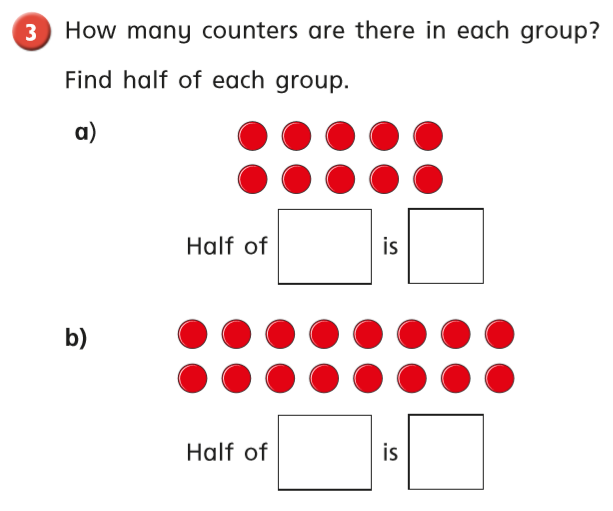 3 How many counters are there in each group?
Find half of each group.
a)
Half of is
b)
Half of is